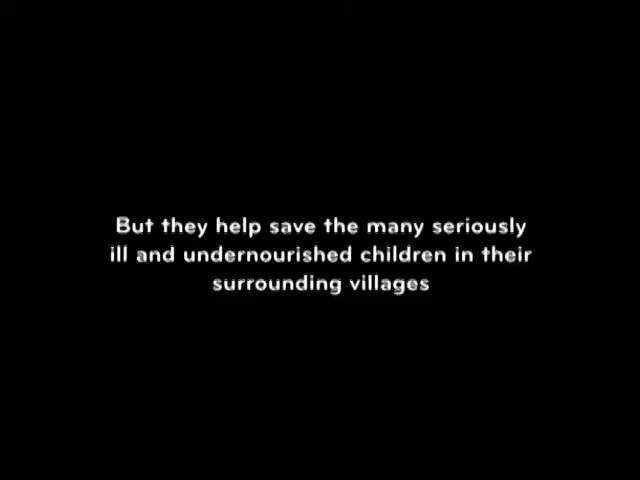 But they help save the many seriously
ill and undernourished children in their
surrounding villages